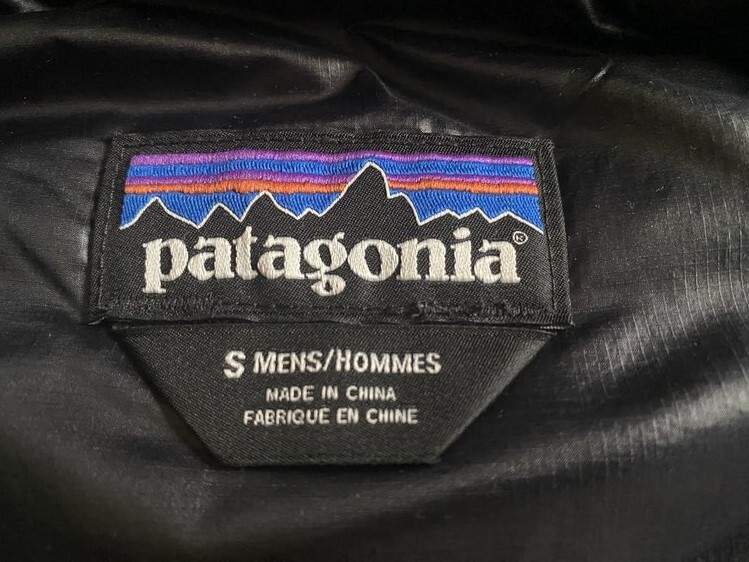 patagonia®
S MENS/HOMMES
MADE IN CHINA
FABRIQUÉ EN CHINE